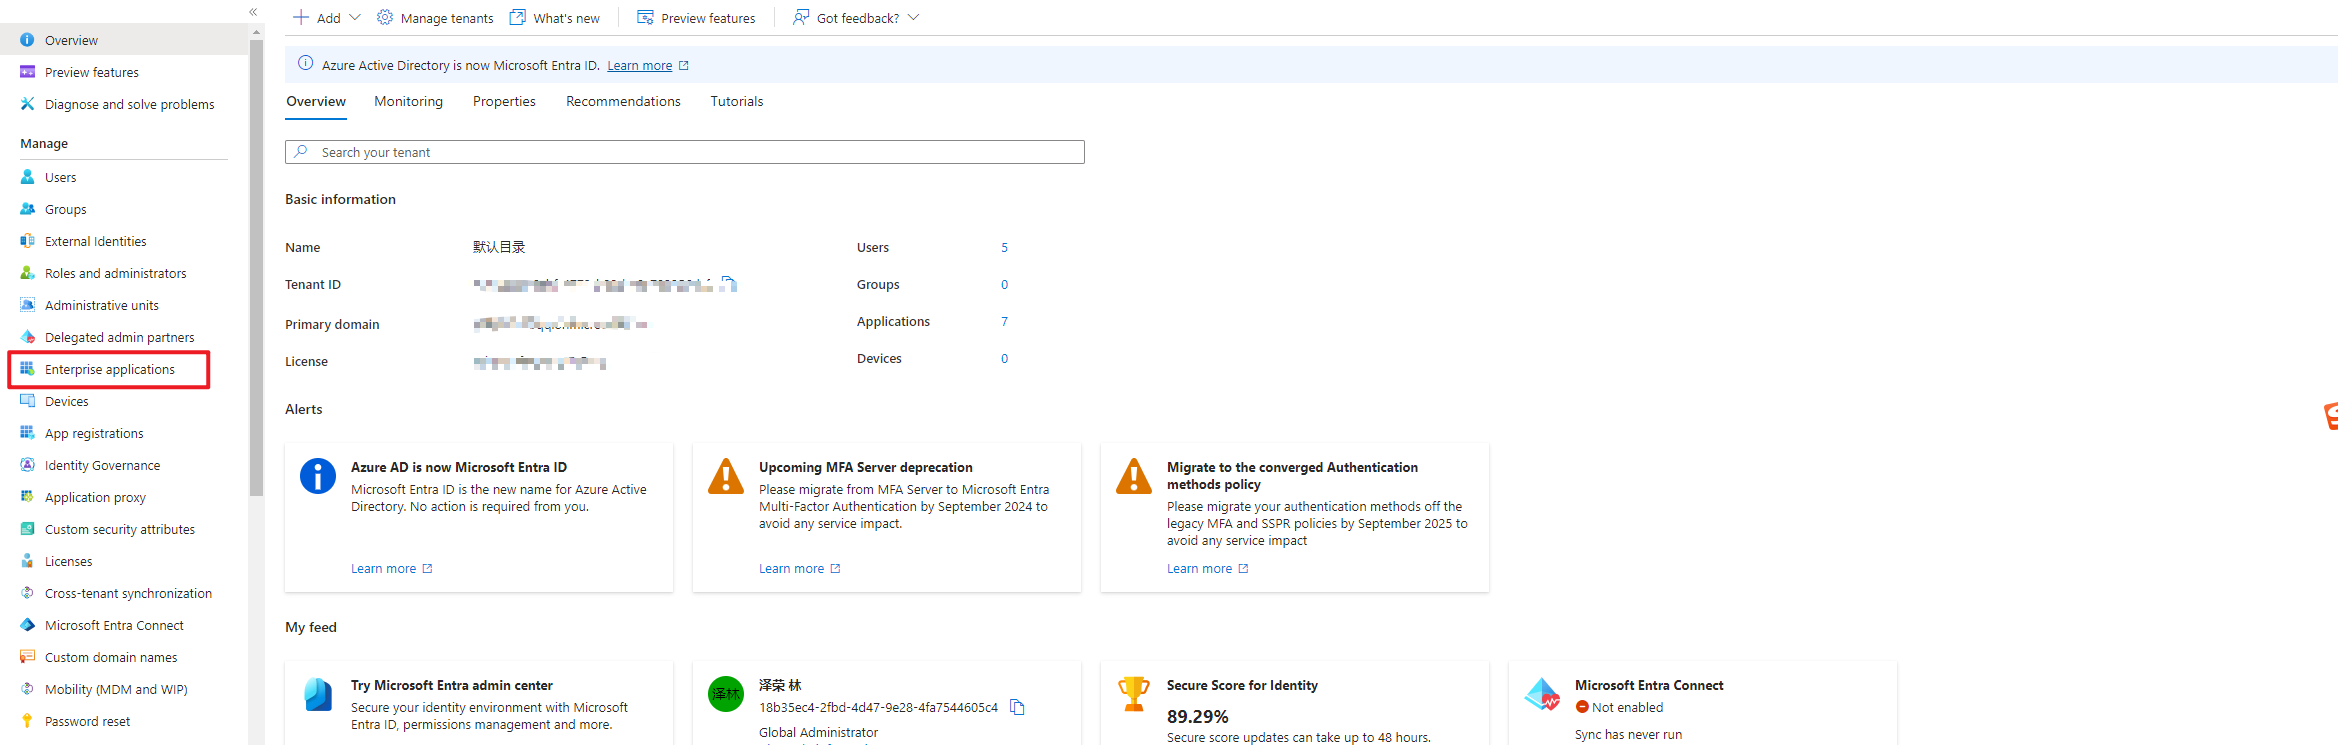 Add
Manage tenants
What's new
Preview features
Got feedback?
Overview
Preview features
Diagnose and solve problems
Manage
Users
Groups
External Identities
Roles and administrators
Administrative units
Delegated admin partners
Enterprise applications
Devices
App registrations
Identity Governance
Application proxy
Custom security attributes
Licenses
Cross-tenant synchronization
Microsoft Entra Connect
Custom domain names
Mobility (MDM and WIP)
Password reset
Azure Active Directory is now Microsoft Entra ID. Learn more
Overview
Monitoring
Properties
Recommendations
Tutorials
Search your tenant
Basic information
Name
默认目录
Tenant ID
Primary domain
License
Users
5
Groups
0
Applications
7
Devices
0
Alerts
Azure AD is now Microsoft Entra ID
Microsoft Entra ID is the new name for Azure Active
Directory. No action is required from you.
Learn more
Upcoming MFA Server deprecation
Please migrate from MFA Server to Microsoft Entra
Multi-Factor Authentication by September 2024 to
avoid any service impact.
Learn more
Migrate to the converged Authentication
methods policy
Please migrate your authentication methods off the
legacy MFA and SSPR policies by September 2025 to
avoid any service impact
Learn more
My feed
Try Microsoft Entra admin center
Secure your identity environment with Microsoft
Entra ID, permissions management and more.
泽林
泽荣 林
18b35ec4-2fbd-4d47-9e28-4fa7544605c4
Global Administrator
Secure Score for Identity
89.29%
Secure score updates can take up to 48 hours.
Microsoft Entra Connect
Not enabled
Sync has never run